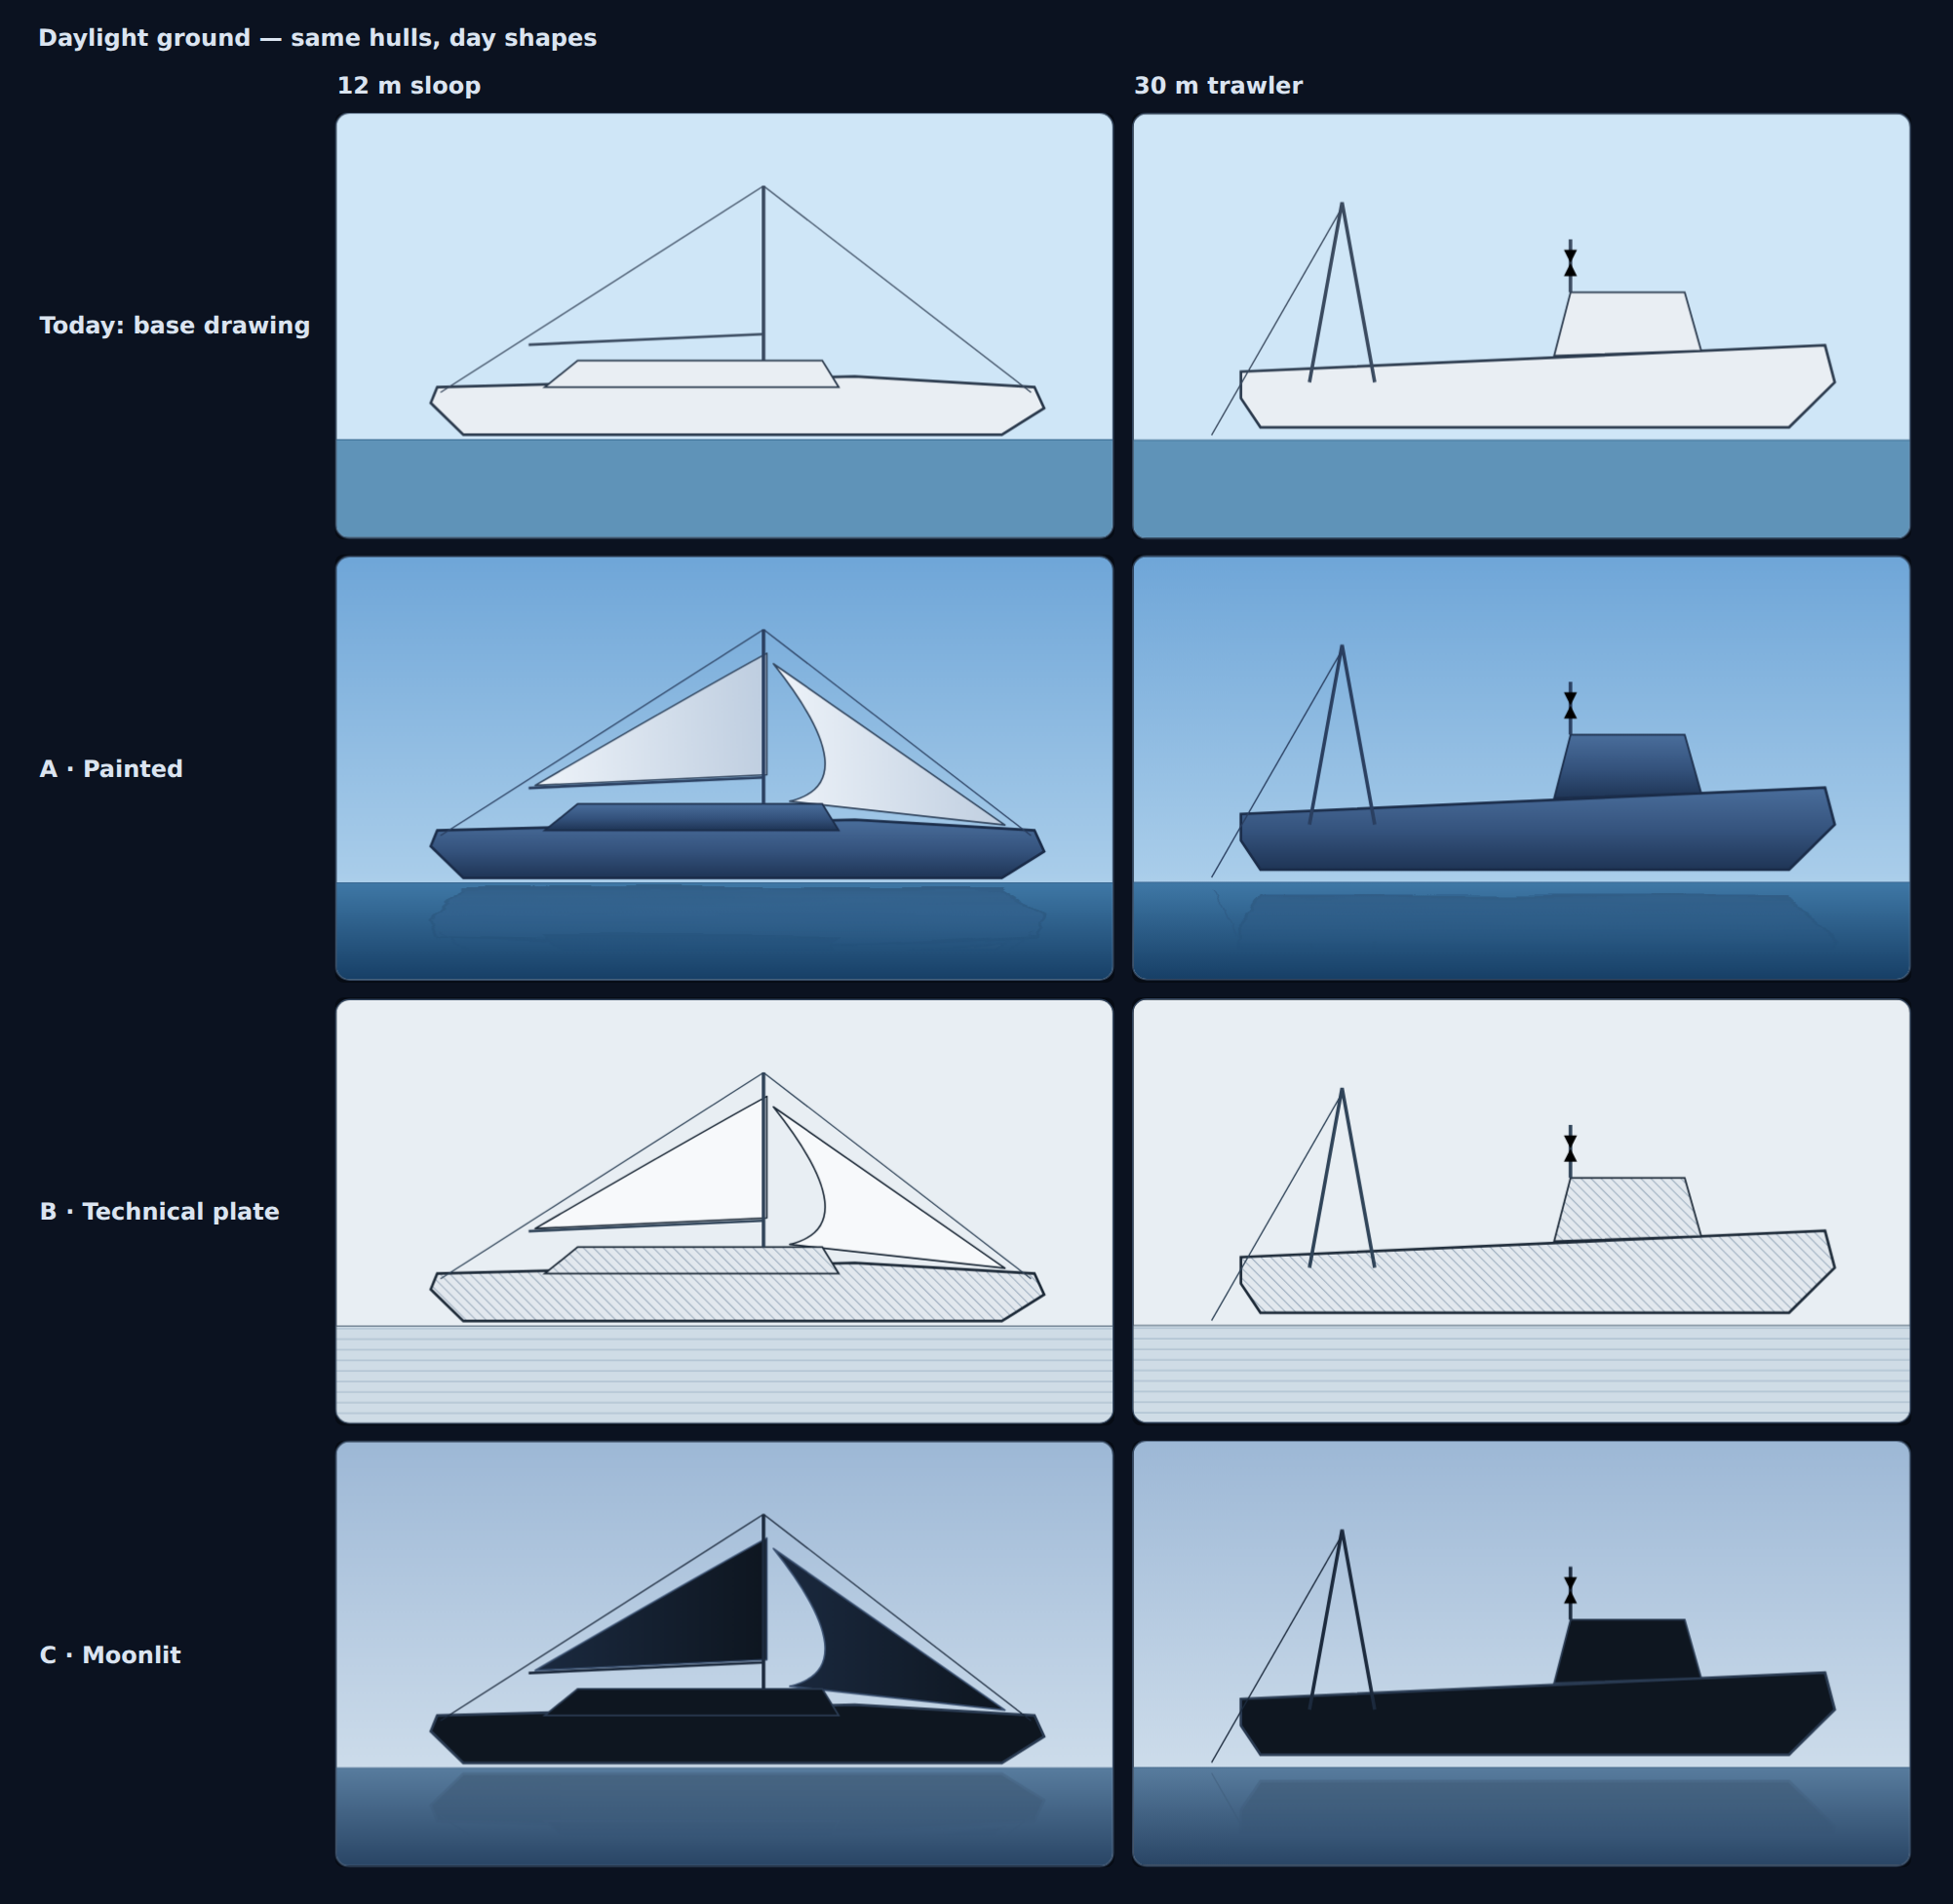 Daylight ground — same hulls, day shapes
12 m sloop
30 m trawler
Today: base drawing
A · Painted
B · Technical plate
C · Moonlit